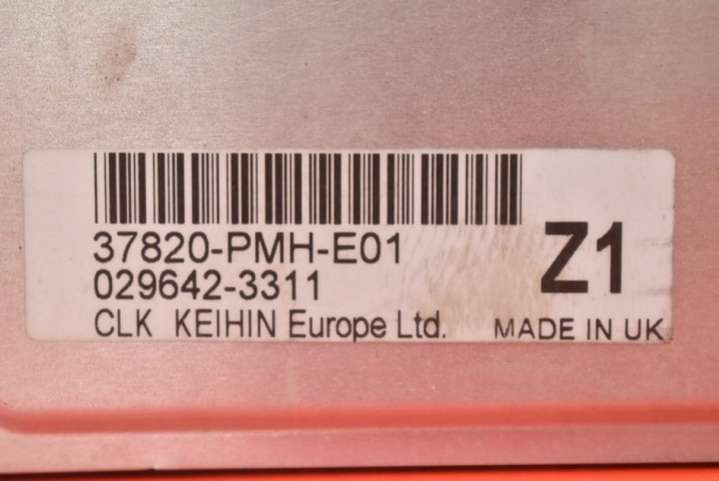 37820-PMH-E01
029642-3311
Z1
CLK KEIHIN Europe Ltd. MADE IN UK